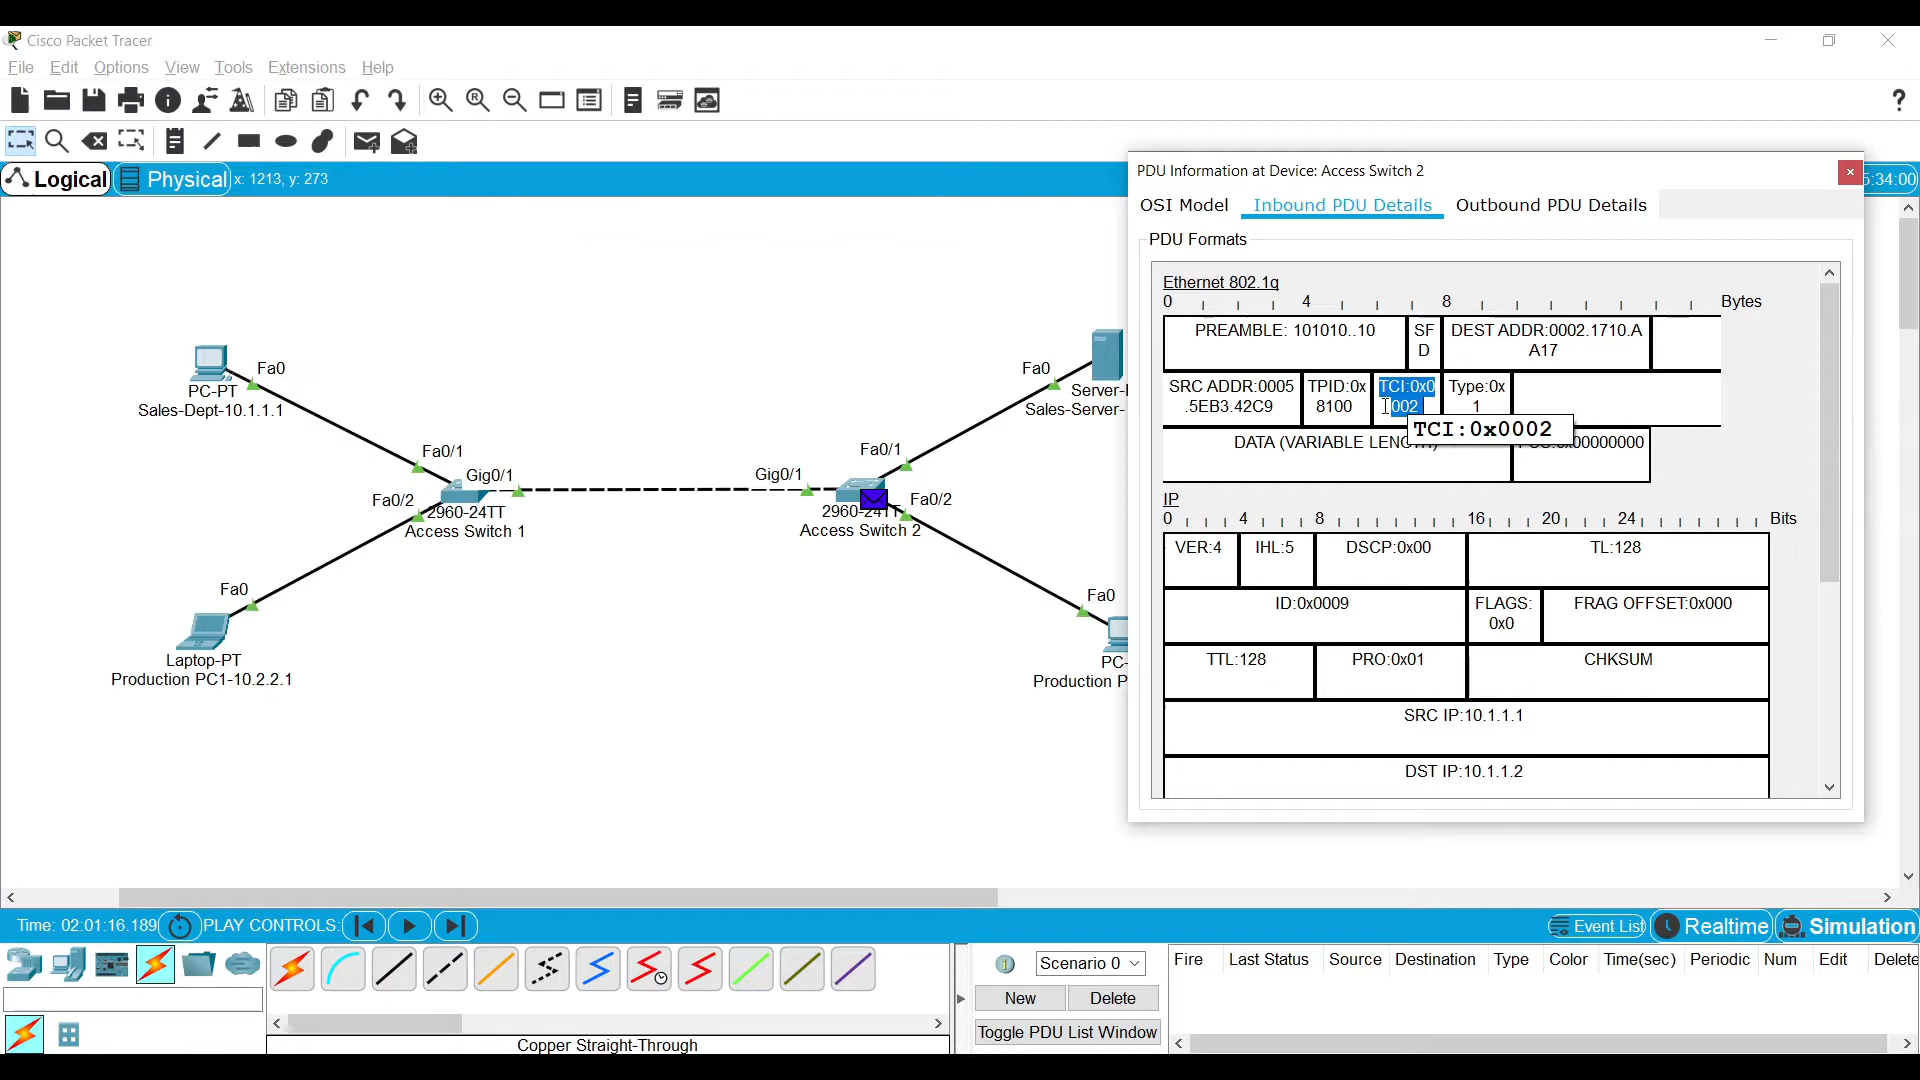 Cisco Packet Tracer
File Edit Options View Tools Extensions Help
?
Logical Physical x: 1213, y: 273
5:34:00
PDU Information at Device: Access Switch 2
OSI Model Inbound PDU Details Outbound PDU Details
PDU Formats
Ethernet 802.1q
0 4 8 Bytes
PREAMBLE: 101010..10
SF
D
DEST ADDR:0002.1710.A
A17
SRC ADDR:0005
.5EB3.42C9
TPID:0x
8100
TCI:0x0
002
Type:0x
1
TCI:0x0002
DATA (VARIABLE LENGTH)
FCS:0x00000000
IP
0 4 8 16 20 24 Bits
VER:4 IHL:5 DSCP:0x00 TL:128
ID:0x0009
FLAGS:
0x0
FRAG OFFSET:0x000
TTL:128 PRO:0x01 CHKSUM
SRC IP:10.1.1.1
DST IP:10.1.1.2
Fa0
PC-PT
Sales-Dept-10.1.1.1
Fa0/1
Gig0/1
Fa0/2
2960-24TT
Access Switch 1
Fa0
Laptop-PT
Production PC1-10.2.2.1
Fa0
Server-
Sales-Server-
Fa0/1
Gig0/1
Fa0/2
2960-24TT
Access Switch 2
Fa0
PC-
Production P
Time: 02:01:16.189 PLAY CONTROLS:
Event List Realtime Simulation
Scenario 0
New Delete
Toggle PDU List Window
Fire Last Status Source Destination Type Color Time(sec) Periodic Num Edit Delete
Copper Straight-Through